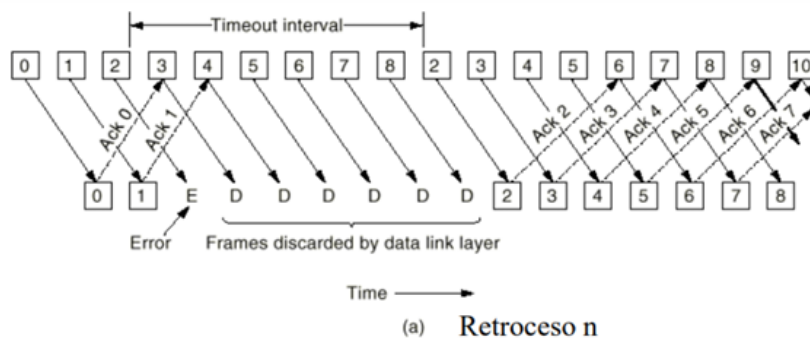 Timeout interval
0 1 2 3 4 5 6 7 8 2 3 4 5 6 7 8 9 10
Ack 0 Ack 1 Ack 2 Ack 3 Ack 4 Ack 5 Ack 6 Ack 7
0 1 E D D D D D D 2 3 4 5 6 7 8
Error Frames discarded by data link layer
Time
(a) Retroceso n